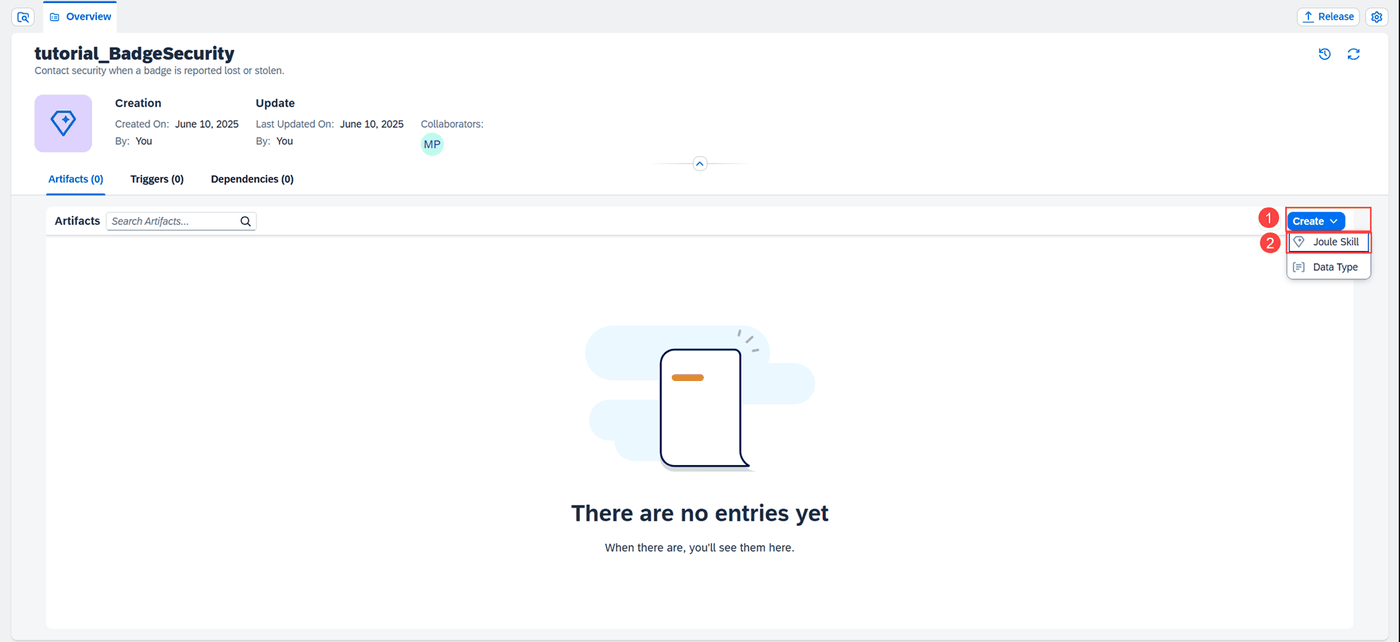 Overview
Release
tutorial_BadgeSecurity
Contact security when a badge is reported lost or stolen.
Creation
Update
Created On: June 10, 2025
Last Updated On: June 10, 2025
Collaborators:
By: You
By: You
MP
Artifacts (0)
Triggers (0)
Dependencies (0)
Artifacts
Search Artifacts...
1
Create
2
Joule Skill
Data Type
There are no entries yet
When there are, you'll see them here.